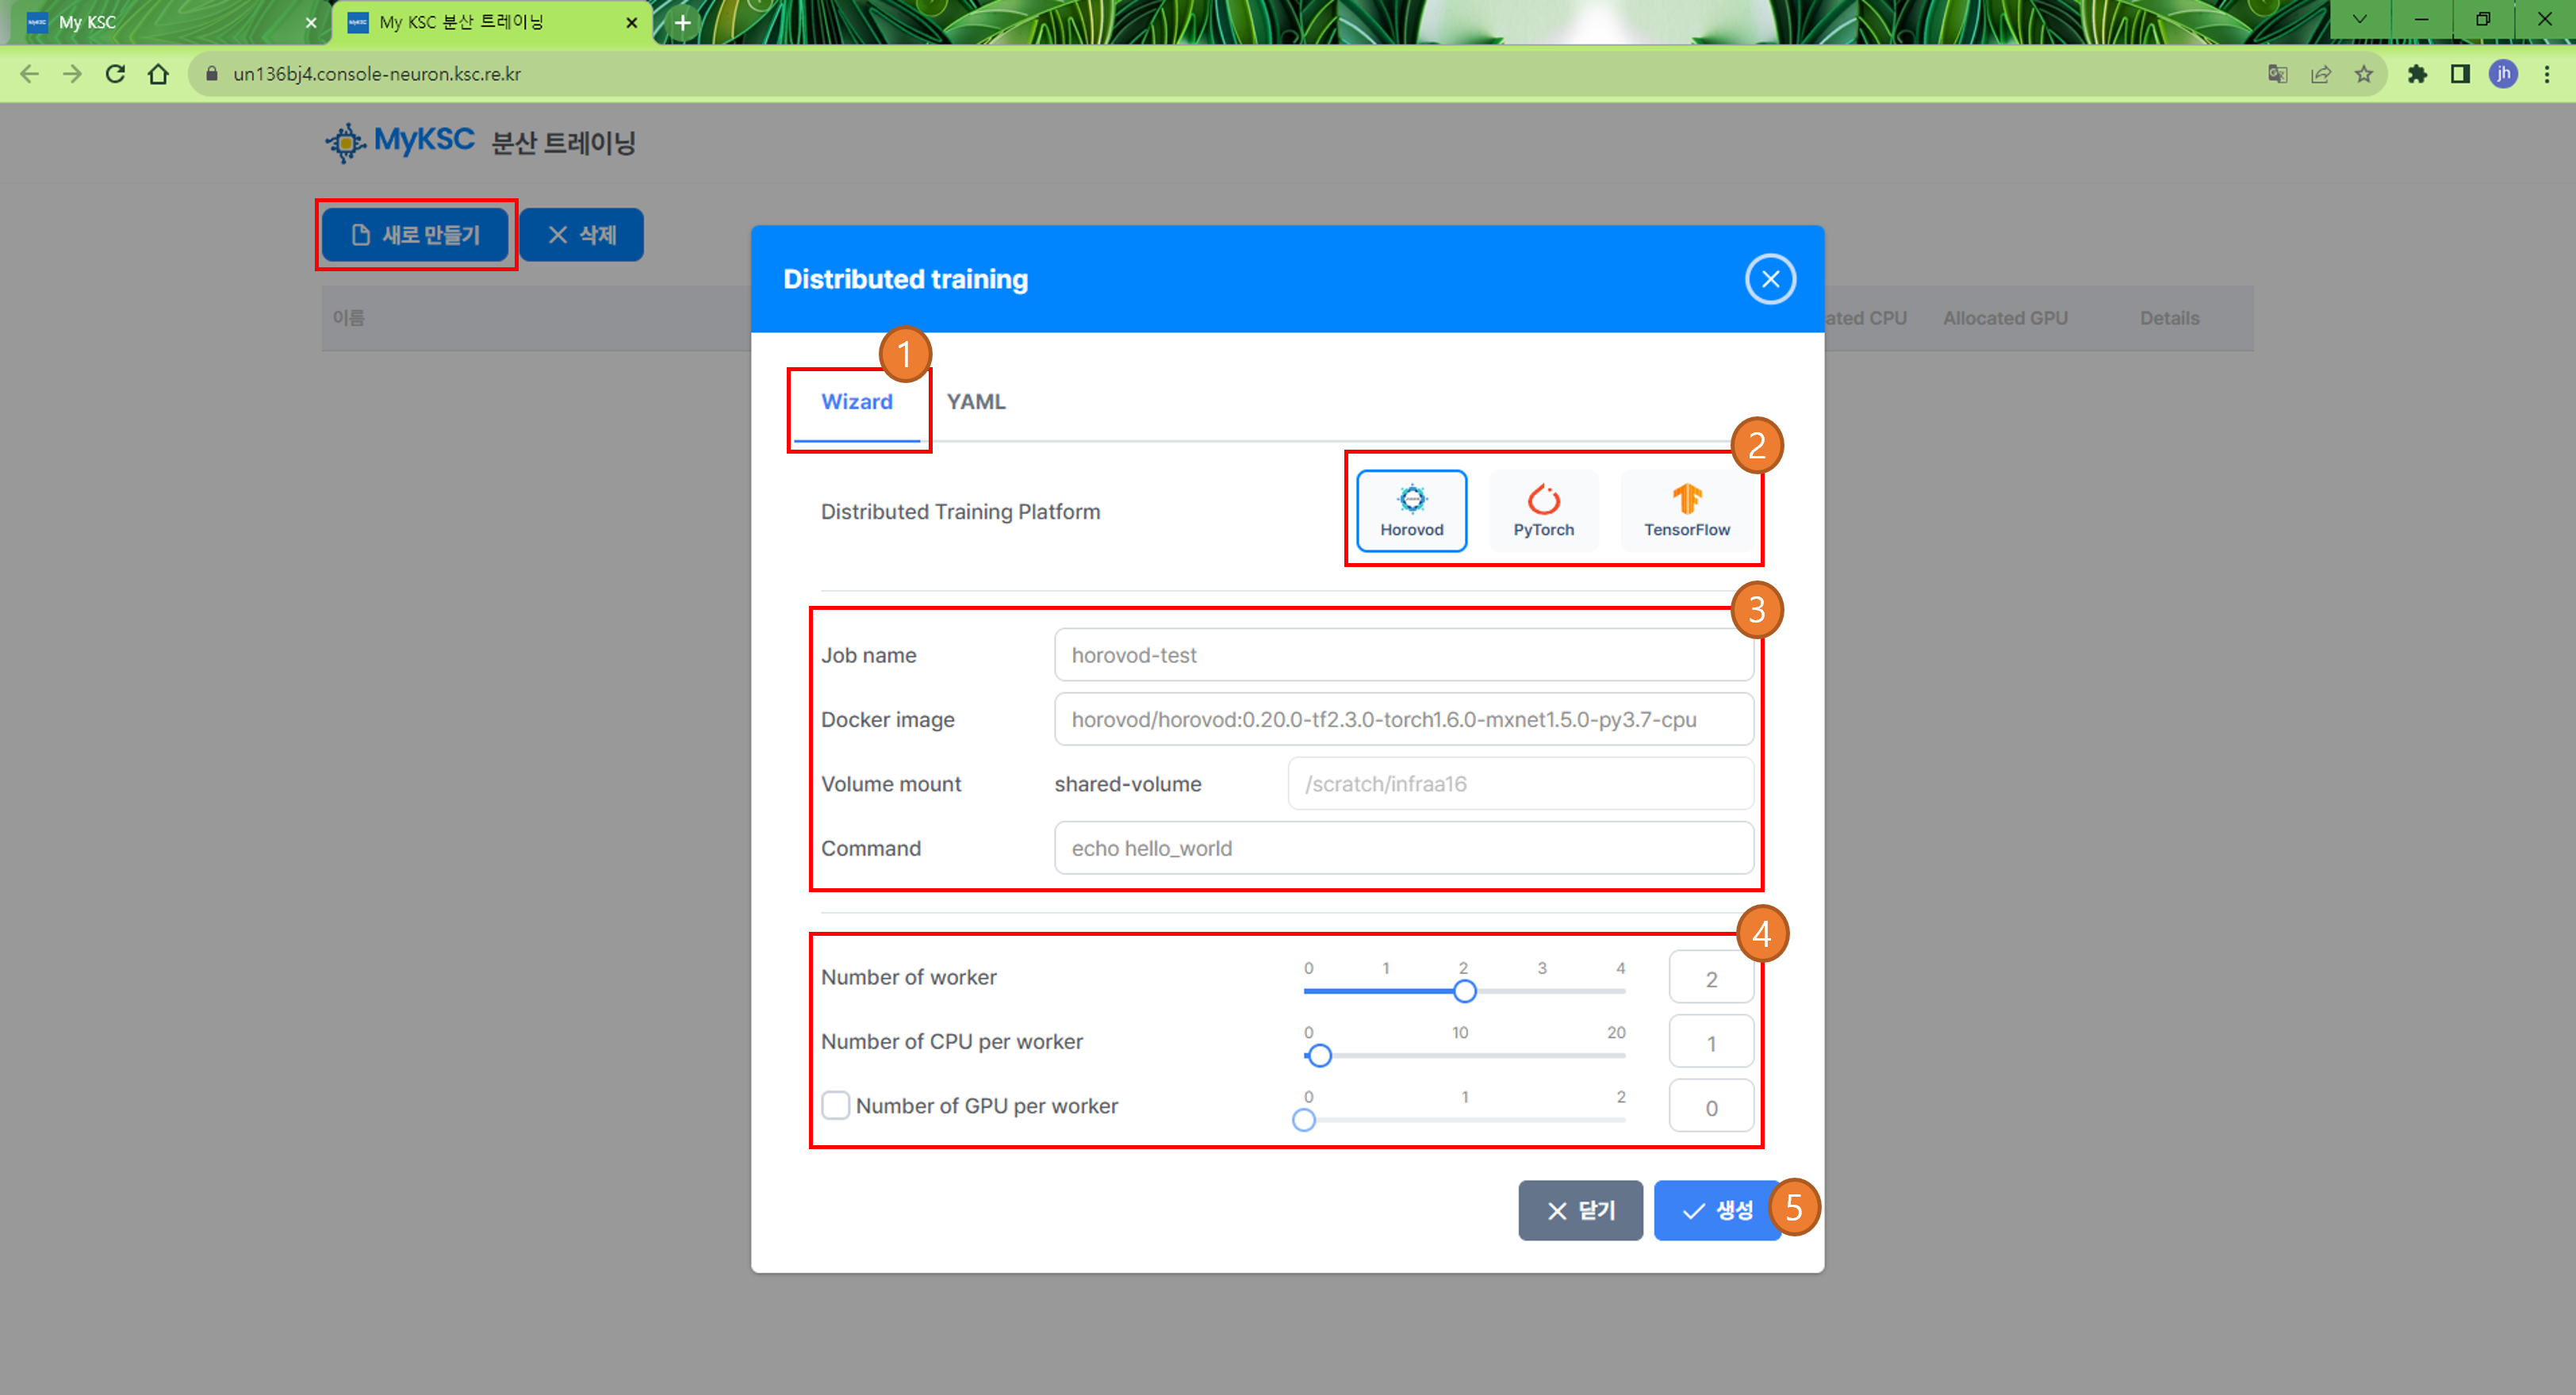 My KSC
My KSC 분산 트레이닝
un136bj4.console-neuron.ksc.re.kr
jh
MyKSC 분산 트레이닝
새로 만들기
삭제
이름
ated CPU
Allocated GPU
Details
Distributed training
1
Wizard
YAML
2
Distributed Training Platform
Horovod
PyTorch
TensorFlow
3
Job name
horovod-test
Docker image
horovod/horovod:0.20.0-tf2.3.0-torch1.6.0-mxnet1.5.0-py3.7-cpu
Volume mount
shared-volume
/scratch/infraa16
Command
echo hello_world
4
Number of worker
0 1 2 3 4
2
Number of CPU per worker
0 10 20
1
Number of GPU per worker
0 1 2
0
닫기
생성
5